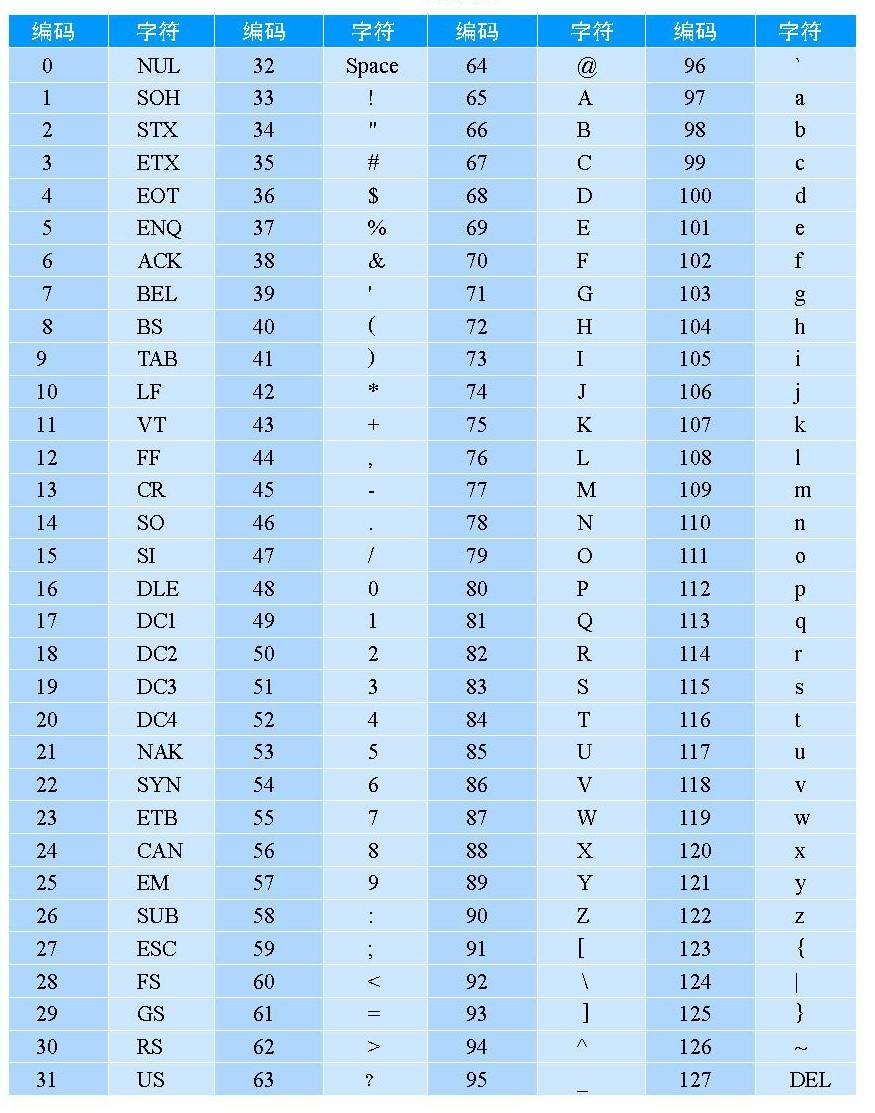 编码 字符 编码 字符 编码 字符 编码 字符
0 NUL 32 Space 64 @ 96 `
1 SOH 33 ! 65 A 97 a
2 STX 34 " 66 B 98 b
3 ETX 35 # 67 C 99 c
4 EOT 36 $ 68 D 100 d
5 ENQ 37 % 69 E 101 e
6 ACK 38 & 70 F 102 f
7 BEL 39 ' 71 G 103 g
8 BS 40 ( 72 H 104 h
9 TAB 41 ) 73 I 105 i
10 LF 42 * 74 J 106 j
11 VT 43 + 75 K 107 k
12 FF 44 , 76 L 108 l
13 CR 45 - 77 M 109 m
14 SO 46 . 78 N 110 n
15 SI 47 / 79 O 111 o
16 DLE 48 0 80 P 112 p
17 DC1 49 1 81 Q 113 q
18 DC2 50 2 82 R 114 r
19 DC3 51 3 83 S 115 s
20 DC4 52 4 84 T 116 t
21 NAK 53 5 85 U 117 u
22 SYN 54 6 86 V 118 v
23 ETB 55 7 87 W 119 w
24 CAN 56 8 88 X 120 x
25 EM 57 9 89 Y 121 y
26 SUB 58 : 90 Z 122 z
27 ESC 59 ; 91 [ 123 {
28 FS 60 < 92 \ 124 |
29 GS 61 = 93 ] 125 }
30 RS 62 > 94 ^ 126 ~
31 US 63 ? 95 _ 127 DEL